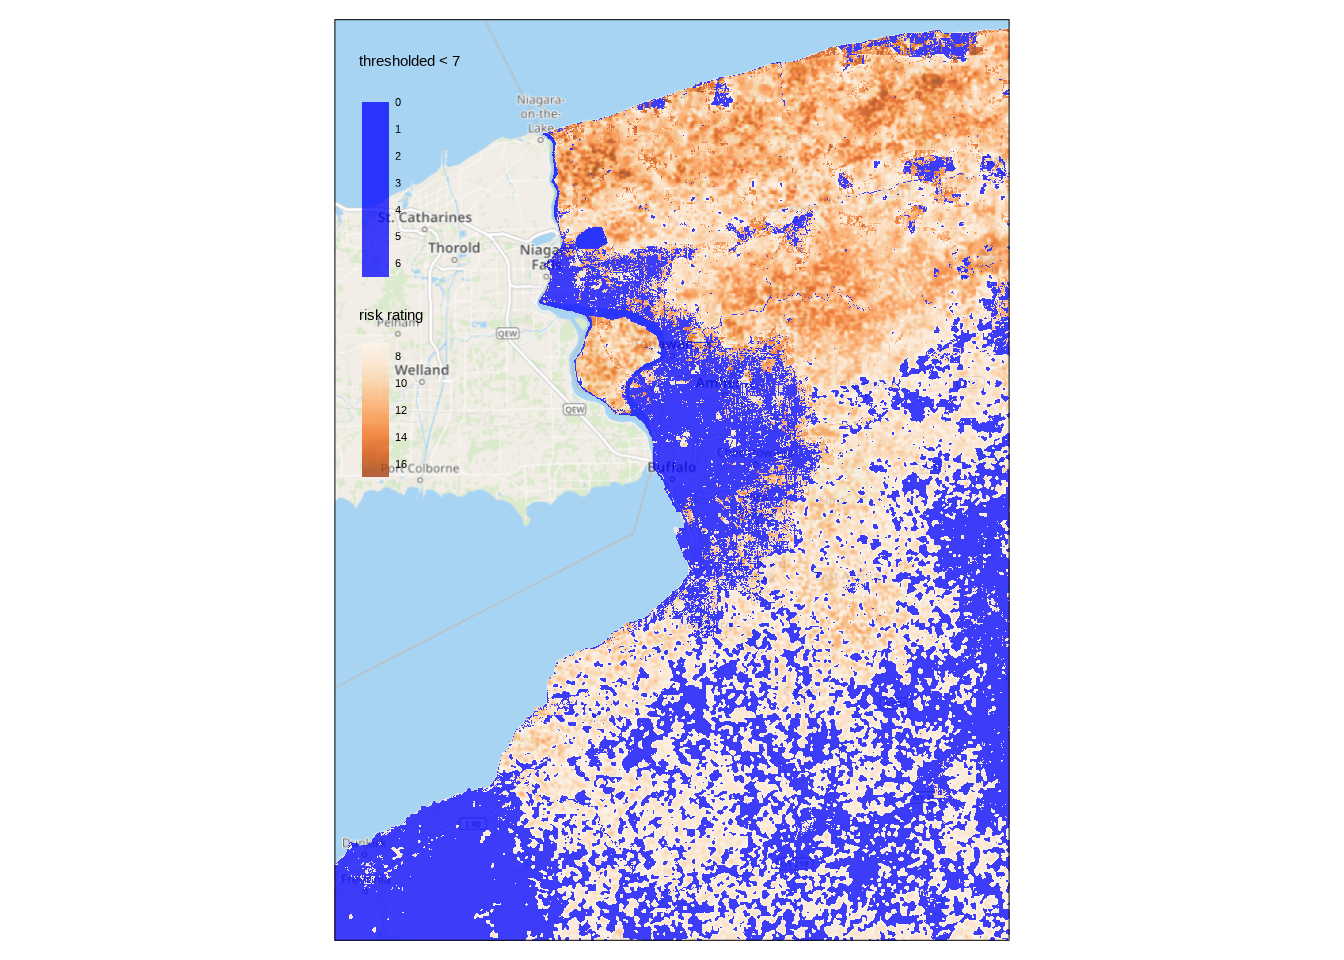 thresholded < 7
0
1
2
3
4
5
6
Niagara-
on-the-
Lake
St. Catharines
Thorold
Niaga
Fa
risk rating
Pelham
QEW
8
10
12
14
16
Welland
QEW
Port Colborne
Buffalo
I 90